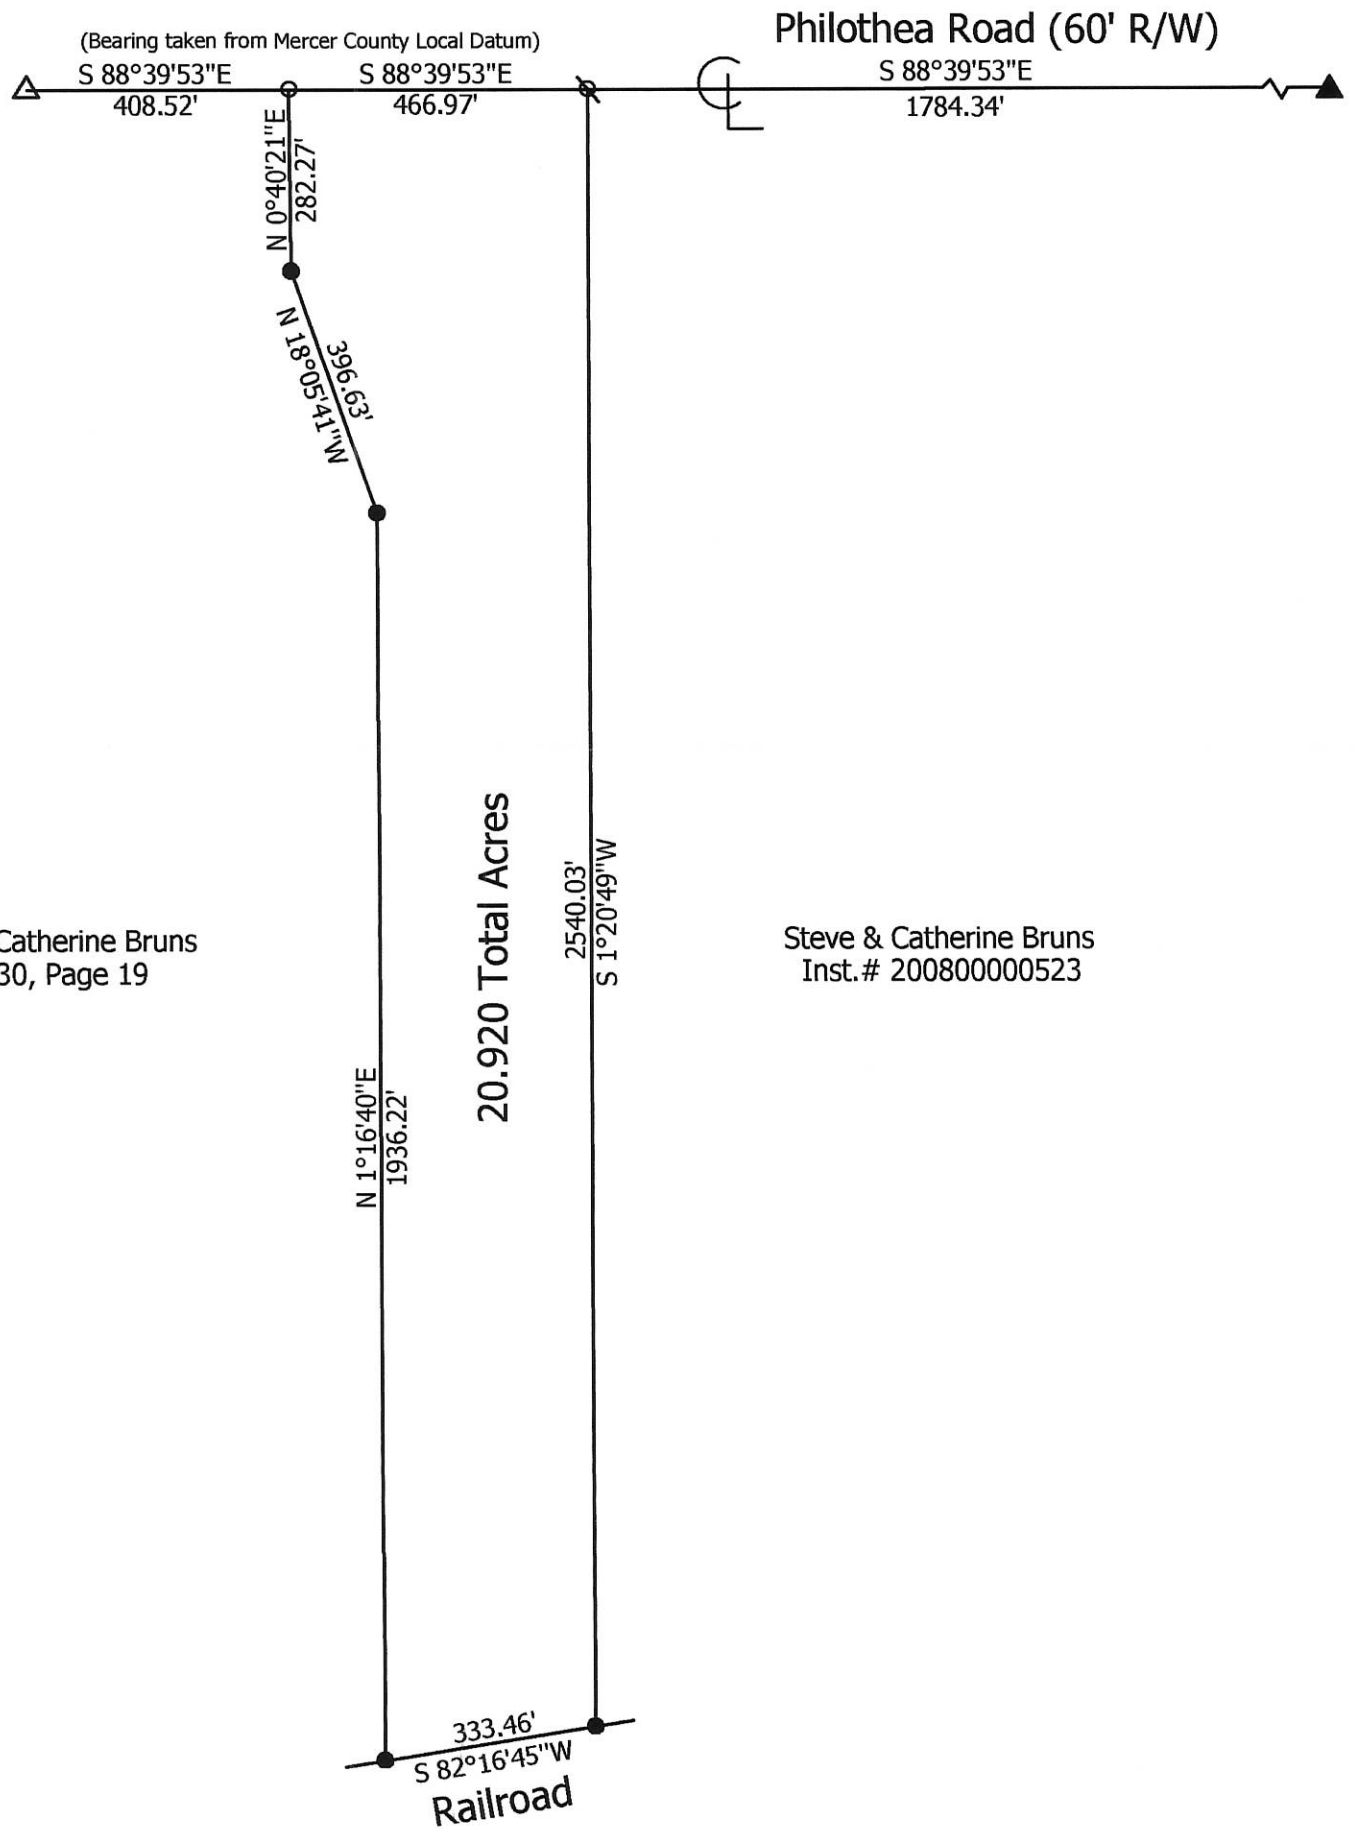 Philothea Road (60' R/W)
(Bearing taken from Mercer County Local Datum)
S 88°39'53"E
408.52'
S 88°39'53"E
466.97'
S 88°39'53"E
1784.34'
N 0°40'21"E
282.27'
396.63'
N 18°05'41"W
20.920 Total Acres
2540.03'
S 1°20'49"W
Catherine Bruns
30, Page 19
Steve & Catherine Bruns
Inst.# 200800000523
N 1°16'40"E
1936.22'
333.46'
S 82°16'45"W
Railroad